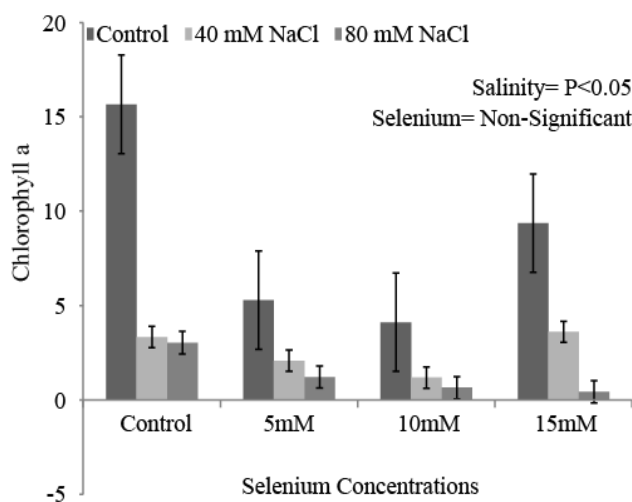 20
Control 40 mM NaCl 80 mM NaCl
Salinity= P<0.05
Selenium= Non-Significant
15
10
5
0
-5
Chlorophyll a
Control 5mM 10mM 15mM
Selenium Concentrations